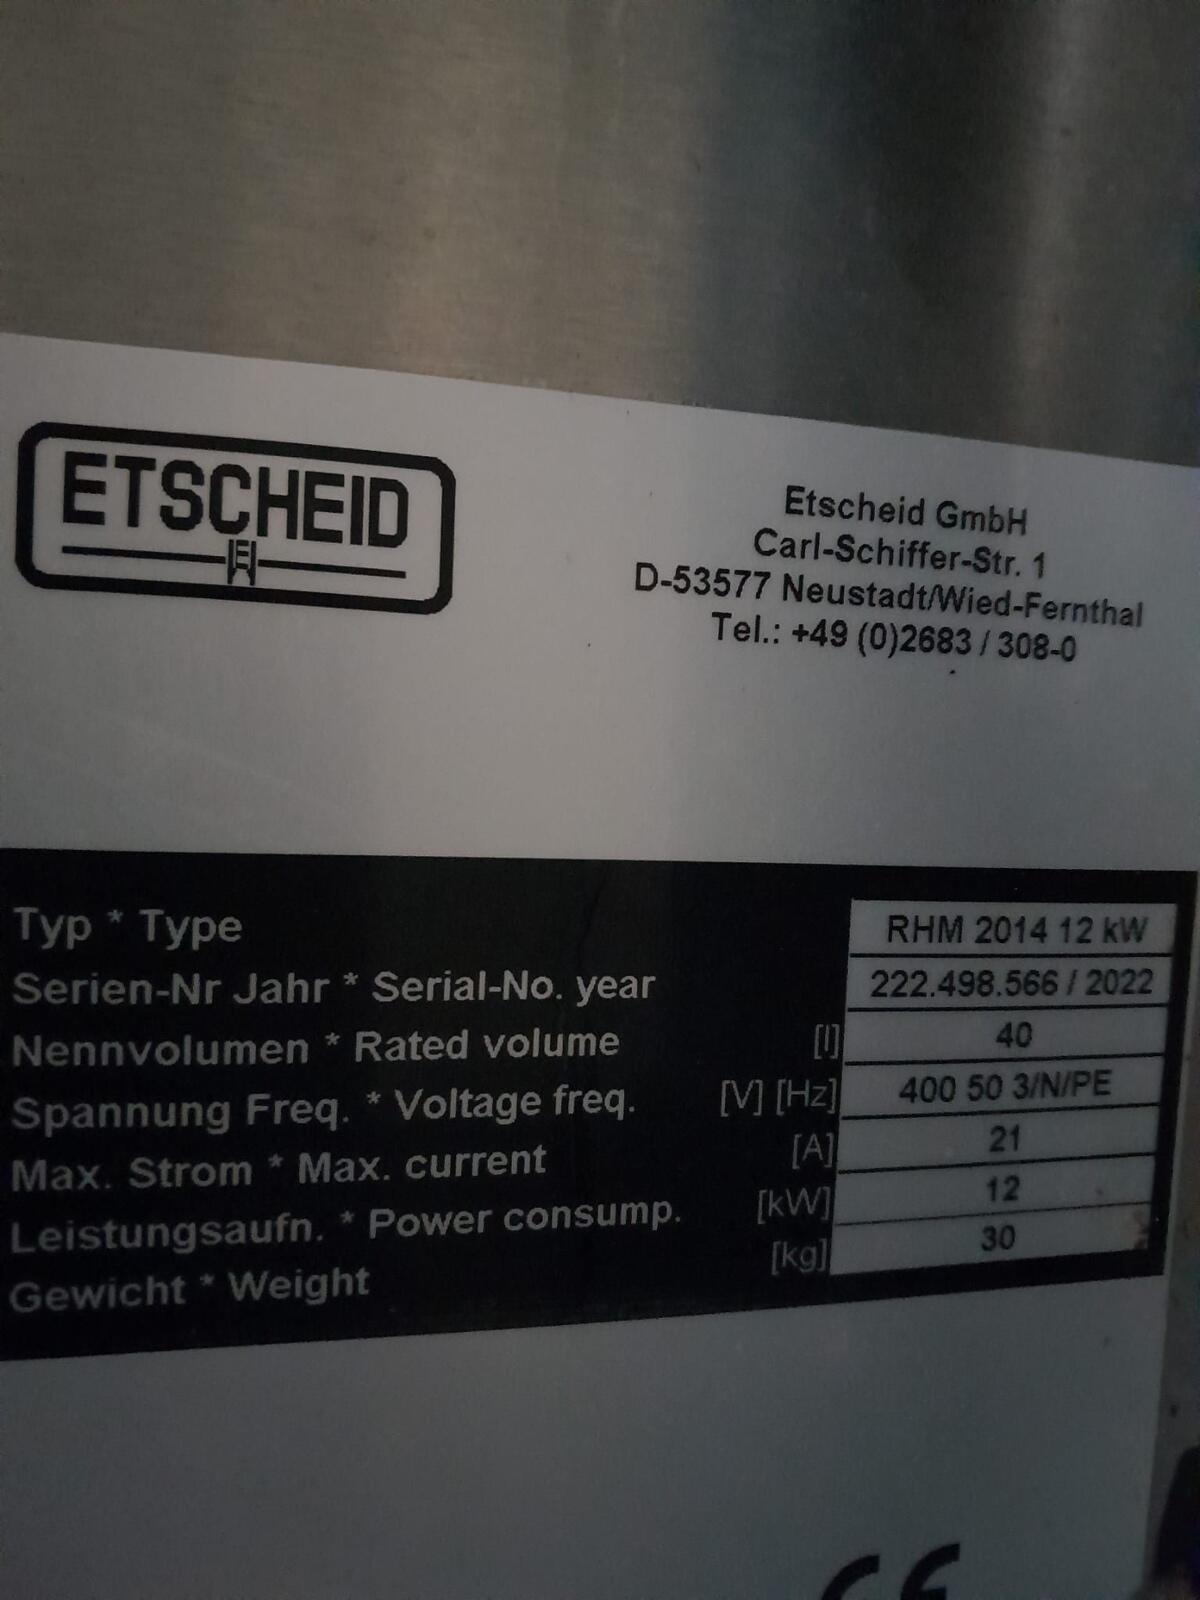 ETSCHEID
Etscheid GmbH
Carl-Schiffer-Str. 1
D-53577 Neustadt/Wied-Fernthal
Tel.: +49 (0)2683 / 308-0
Typ * Type RHM 2014 12 kW
Serien-Nr Jahr * Serial-No. year 222.498.566 / 2022
Nennvolumen * Rated volume [l] 40
Spannung Freq. * Voltage freq. [V] [Hz] 400 50 3/N/PE
Max. Strom * Max. current [A] 21
Leistungsaufn. * Power consump. [kW] 12
Gewicht * Weight [kg] 30
CE